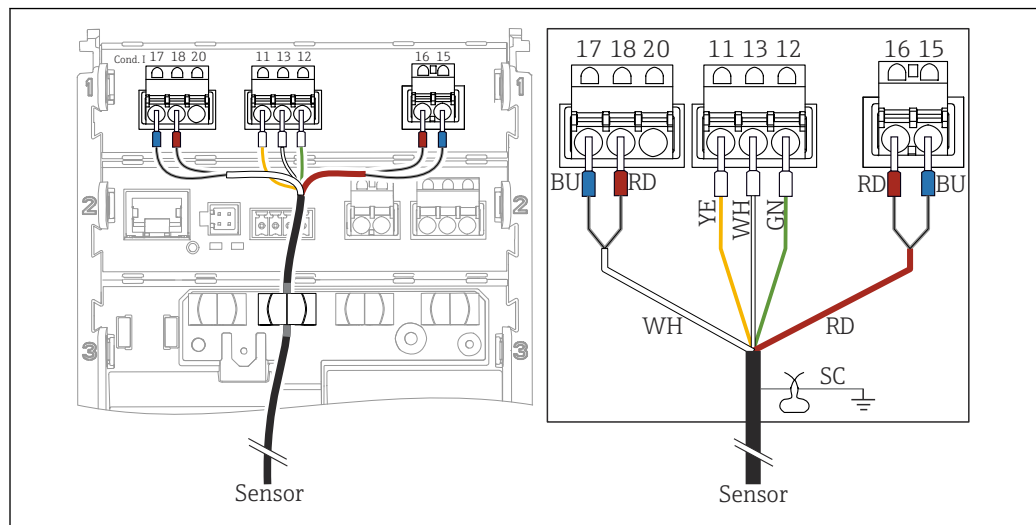 Cond. I 17 18 20
11 13 12
16 15
1
1
2
2
3
3
Sensor
17 18 20
11 13 12
16 15
BU
RD
YE
WH
GN
RD
BU
WH
RD
SC
Sensor